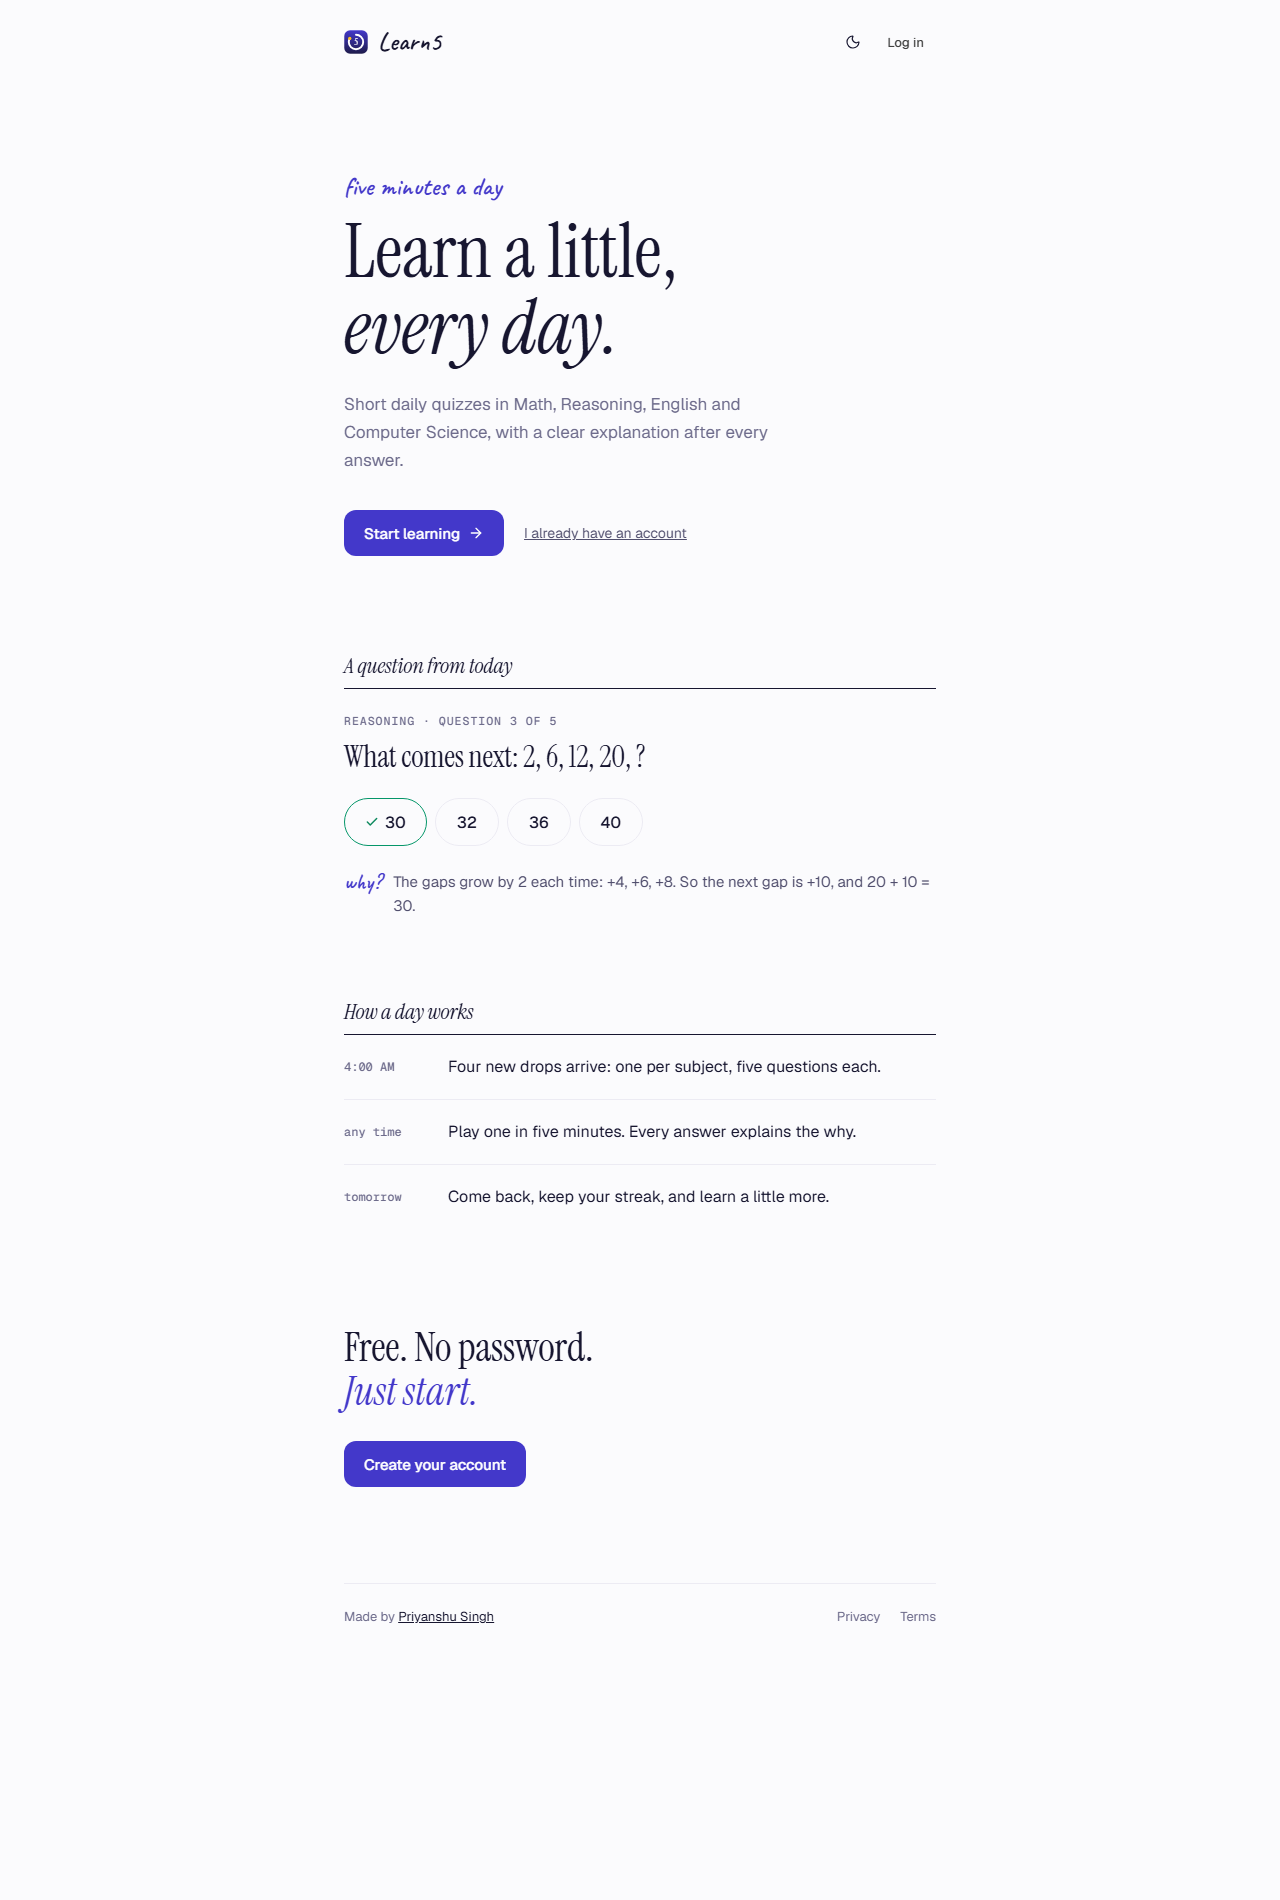 Learn5
Log in
five minutes a day
Learn a little,
every day.
Short daily quizzes in Math, Reasoning, English and
Computer Science, with a clear explanation after every
answer.
Start learning →
I already have an account
A question from today
REASONING · QUESTION 3 OF 5
What comes next: 2, 6, 12, 20, ?
✓ 30
32
36
40
why? The gaps grow by 2 each time: +4, +6, +8. So the next gap is +10, and 20 + 10 =
30.
How a day works
4:00 AM Four new drops arrive: one per subject, five questions each.
any time Play one in five minutes. Every answer explains the why.
tomorrow Come back, keep your streak, and learn a little more.
Free. No password.
Just start.
Create your account
Made by Priyanshu Singh
Privacy
Terms